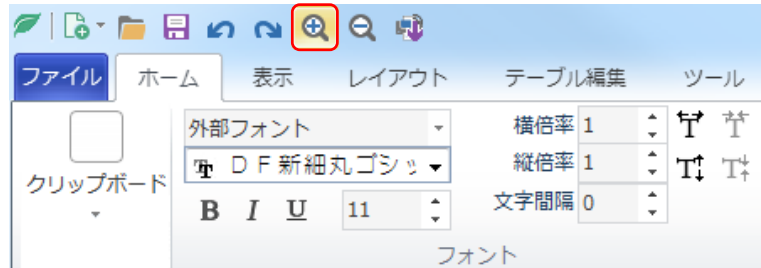 ファイル ホーム 表示 レイアウト テーブル編集 ツール
外部フォント 横倍率 1
ＤＦ新細丸ゴシッ 縦倍率 1
クリップボード
B I U 11 文字間隔 0
フォント